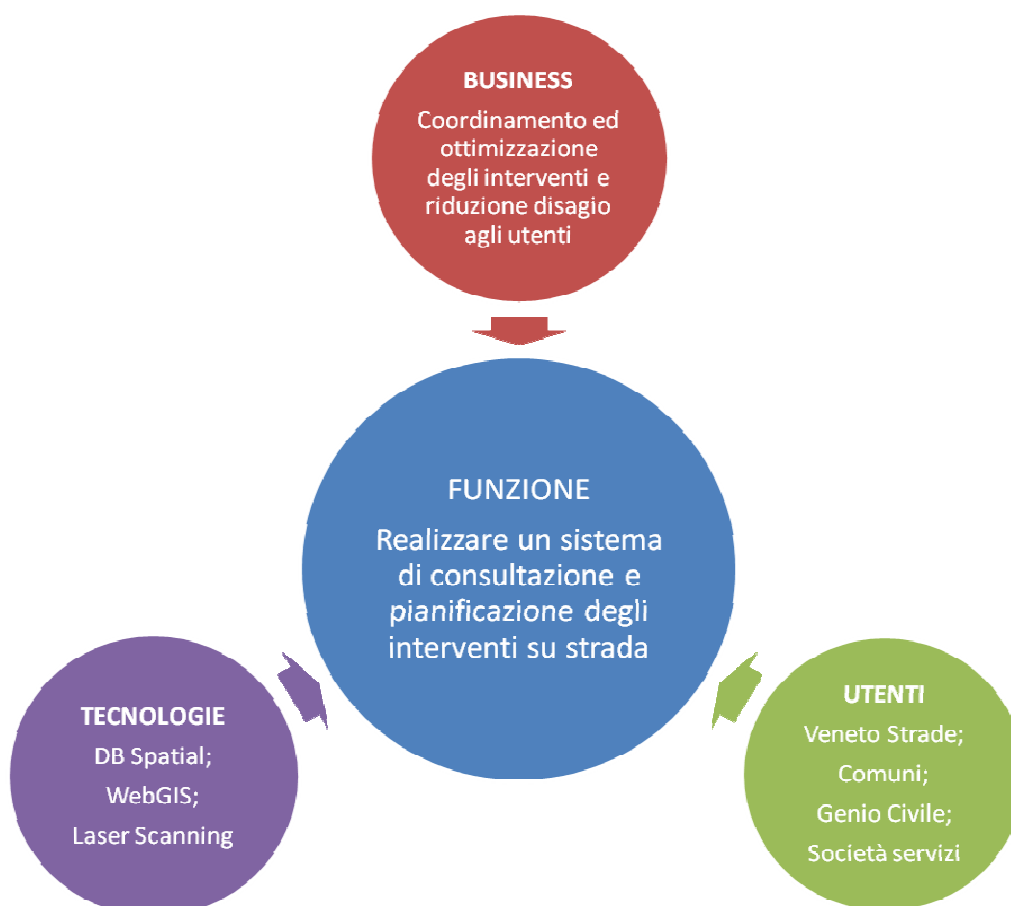 BUSINESS
Coordinamento ed
ottimizzazione
degli interventi e
riduzione disagio
agli utenti
FUNZIONE
Realizzare un sistema
di consultazione e
pianificazione degli
interventi su strada
TECNOLOGIE
DB Spatial;
WebGIS;
Laser Scanning
UTENTI
Veneto Strade;
Comuni;
Genio Civile;
Società servizi